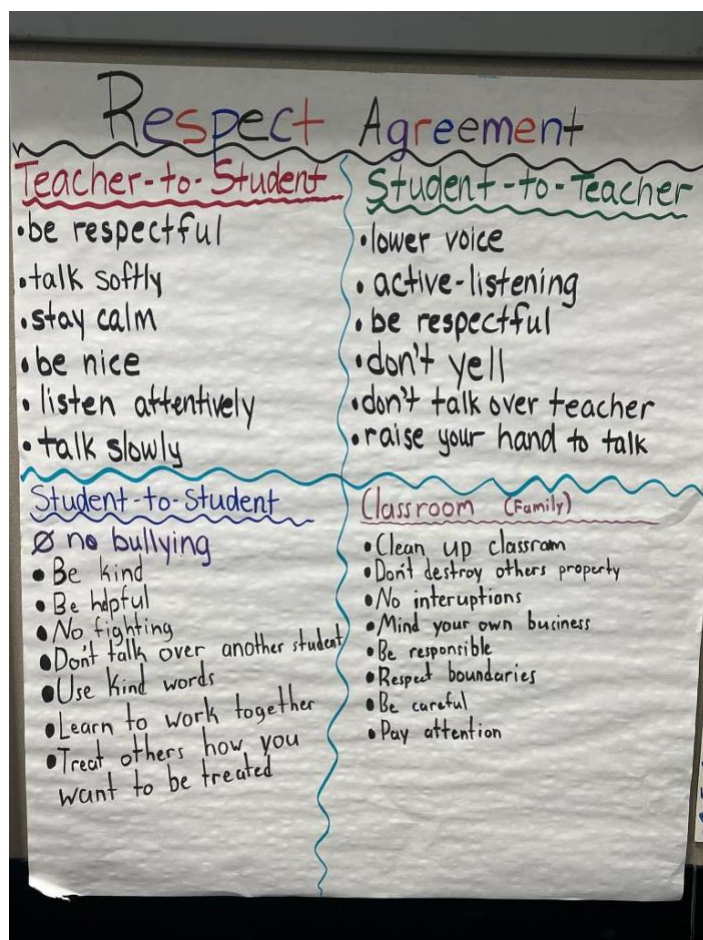 Respect Agreement
Teacher-to-Student
•be respectful
•talk softly
•stay calm
•be nice
•listen attentively
•talk slowly
Student-to-Teacher
•lower voice
•active-listening
•be respectful
•don't yell
•don't talk over teacher
•raise your hand to talk
Student-to-Student
Ø no bullying
•Be kind
•Be helpful
•No fighting
•Don't talk over another student
•Use kind words
•Learn to work together
•Treat others how you
want to be treated
Classroom (Family)
•Clean up classroom
•Don't destroy others property
•No interuptions
•Mind your own business
•Be responsible
•Respect boundaries
•Be careful
•Pay attention